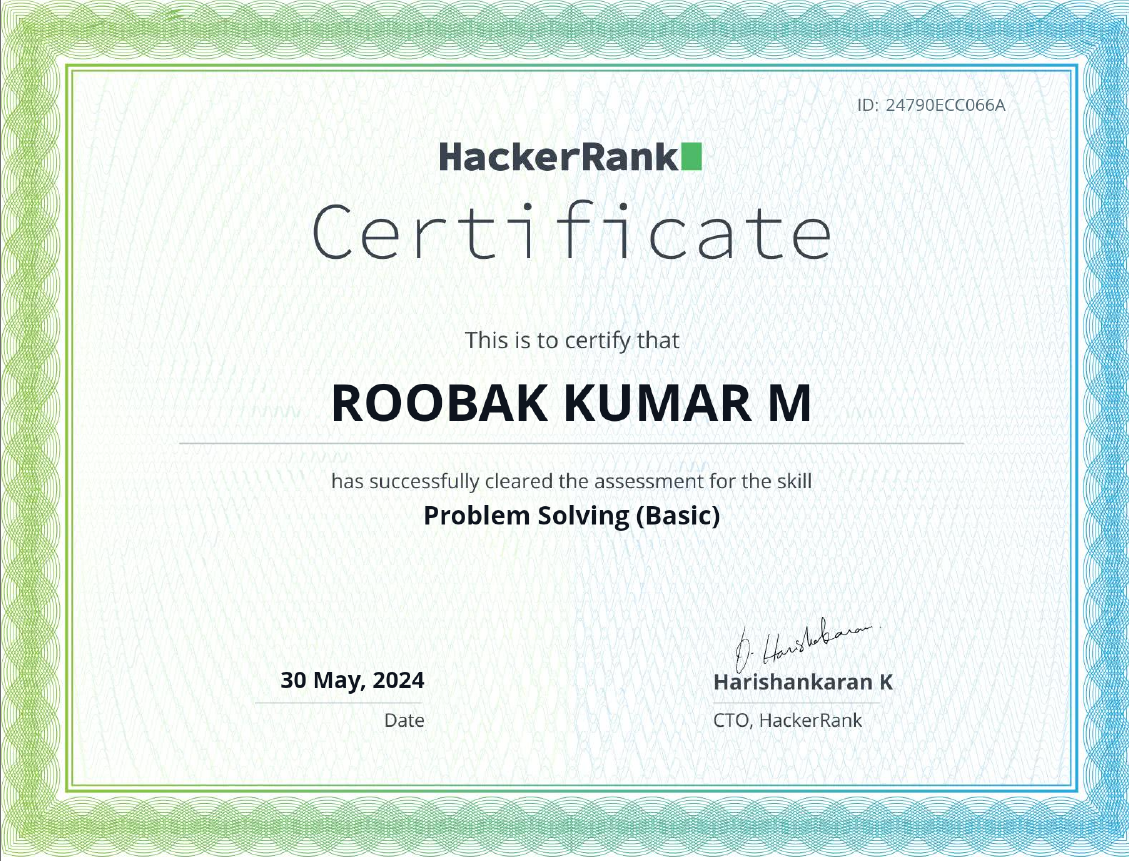 ID: 24790ECC066A
HackerRank
Certificate
This is to certify that
ROOBAK KUMAR M
has successfully cleared the assessment for the skill
Problem Solving (Basic)
30 May, 2024
Date
Harishankaran K
CTO, HackerRank